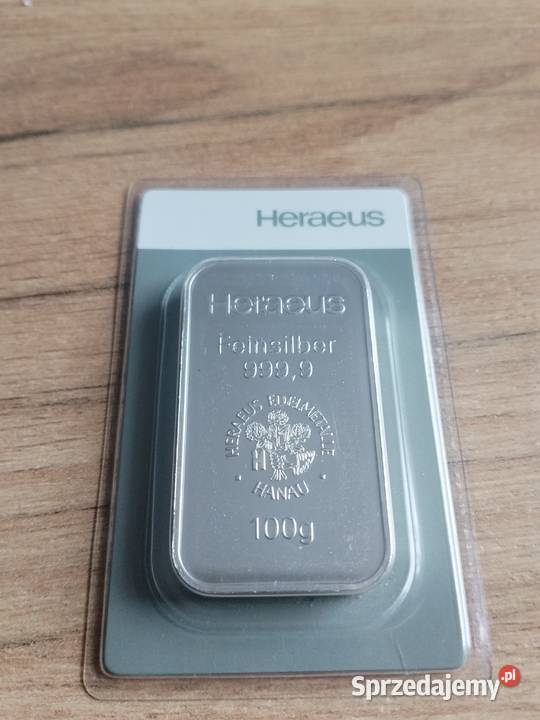 Heraeus
Heraeus
Feinsilber
999,9
HERAEUS EDELMETALLE
· HANAU ·
100g
Sprzedajemy.pl